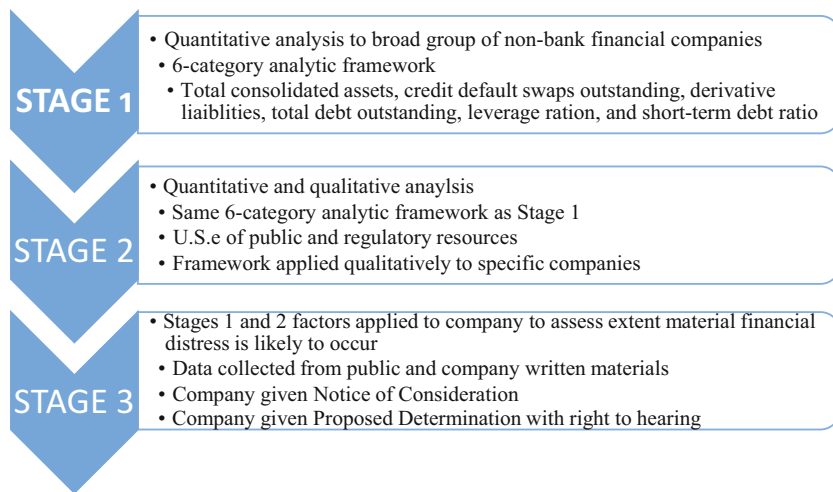 STAGE 1
• Quantitative analysis to broad group of non-bank financial companies
• 6-category analytic framework
• Total consolidated assets, credit default swaps outstanding, derivative
liaiblities, total debt outstanding, leverage ration, and short-term debt ratio
STAGE 2
• Quantitative and qualitative anaylsis
• Same 6-category analytic framework as Stage 1
• U.S.e of public and regulatory resources
• Framework applied qualitatively to specific companies
STAGE 3
• Stages 1 and 2 factors applied to company to assess extent material financial
distress is likely to occur
• Data collected from public and company written materials
• Company given Notice of Consideration
• Company given Proposed Determination with right to hearing